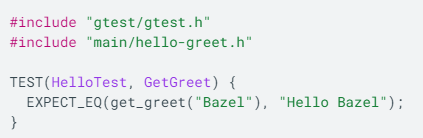 #include "gtest/gtest.h"
#include "main/hello-greet.h"

TEST(HelloTest, GetGreet) {
  EXPECT_EQ(get_greet("Bazel"), "Hello Bazel");
}